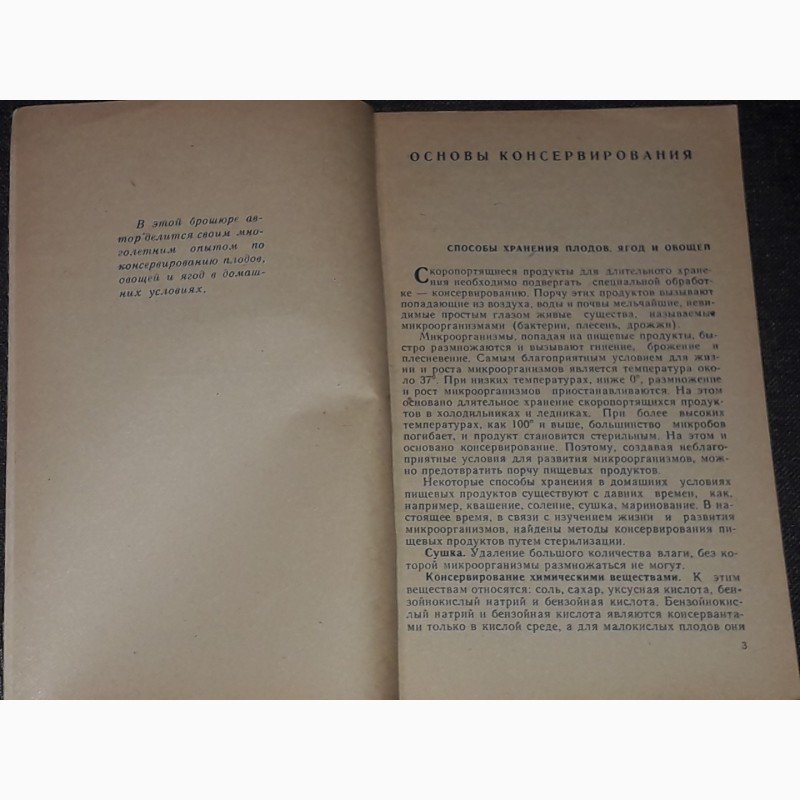 В этой брошюре ав-
тор делится своим мно-
голетним опытом по
консервированию плодов,
овощей и ягод в домаш-
них условиях.
ОСНОВЫ КОНСЕРВИРОВАНИЯ
СПОСОБЫ ХРАНЕНИЯ ПЛОДОВ, ЯГОД И ОВОЩЕЙ
Скоропортящиеся продукты для длительного хране-
ния необходимо подвергать специальной обработ-
ке — консервированию. Порчу этих продуктов вызывают
попадающие из воздуха, воды и почвы мельчайшие, неви-
димые простым глазом живые существа, называемые
микроорганизмами (бактерии, плесень, дрожжи).
Микроорганизмы, попадая на пищевые продукты, бы-
стро размножаются и вызывают гниение, брожение и
плесневение. Самым благоприятным условием для жиз-
ни и роста микроорганизмов является температура око-
ло 37°. При низких температурах, ниже 0°, размножение
и рост микроорганизмов приостанавливаются. На этом
основано длительное хранение скоропортящихся продук-
тов в холодильниках и ледниках. При более высоких
температурах, как 100° и выше, большинство микробов
погибает, и продукт становится стерильным. На этом и
основано консервирование. Поэтому, создавая неблаго-
приятные условия для развития микроорганизмов, мож-
но предотвратить порчу пищевых продуктов.
Некоторые способы хранения в домашних условиях
пищевых продуктов существуют с давних времен, как,
например, квашение, соление, сушка, маринование. В на-
стоящее время, в связи с изучением жизни и развития
микроорганизмов, найдены методы консервирования пи-
щевых продуктов путем стерилизации.
Сушка. Удаление большого количества влаги, без ко-
торой микроорганизмы размножаться не могут.
Консервирование химическими веществами. К этим
веществам относятся: соль, сахар, уксусная кислота, бен-
зойнокислый натрий и бензойная кислота. Бензойнокис-
лый натрий и бензойная кислота являются консерванта-
ми только в кислой среде, а для малокислых плодов они
3